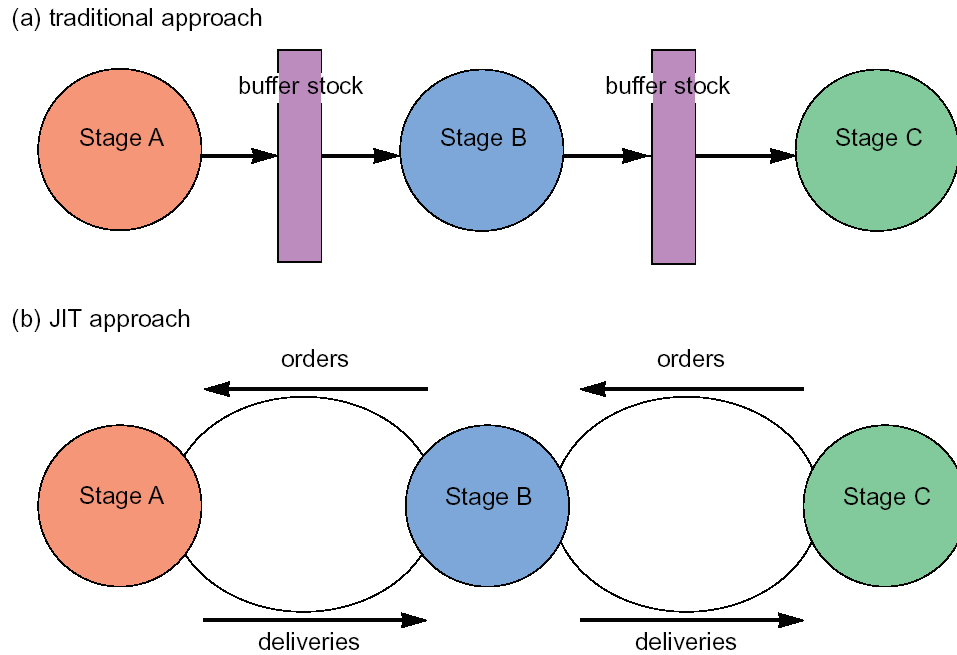 (a) traditional approach
buffer stock
buffer stock
Stage A
Stage B
Stage C
(b) JIT approach
orders
orders
Stage A
Stage B
Stage C
deliveries
deliveries